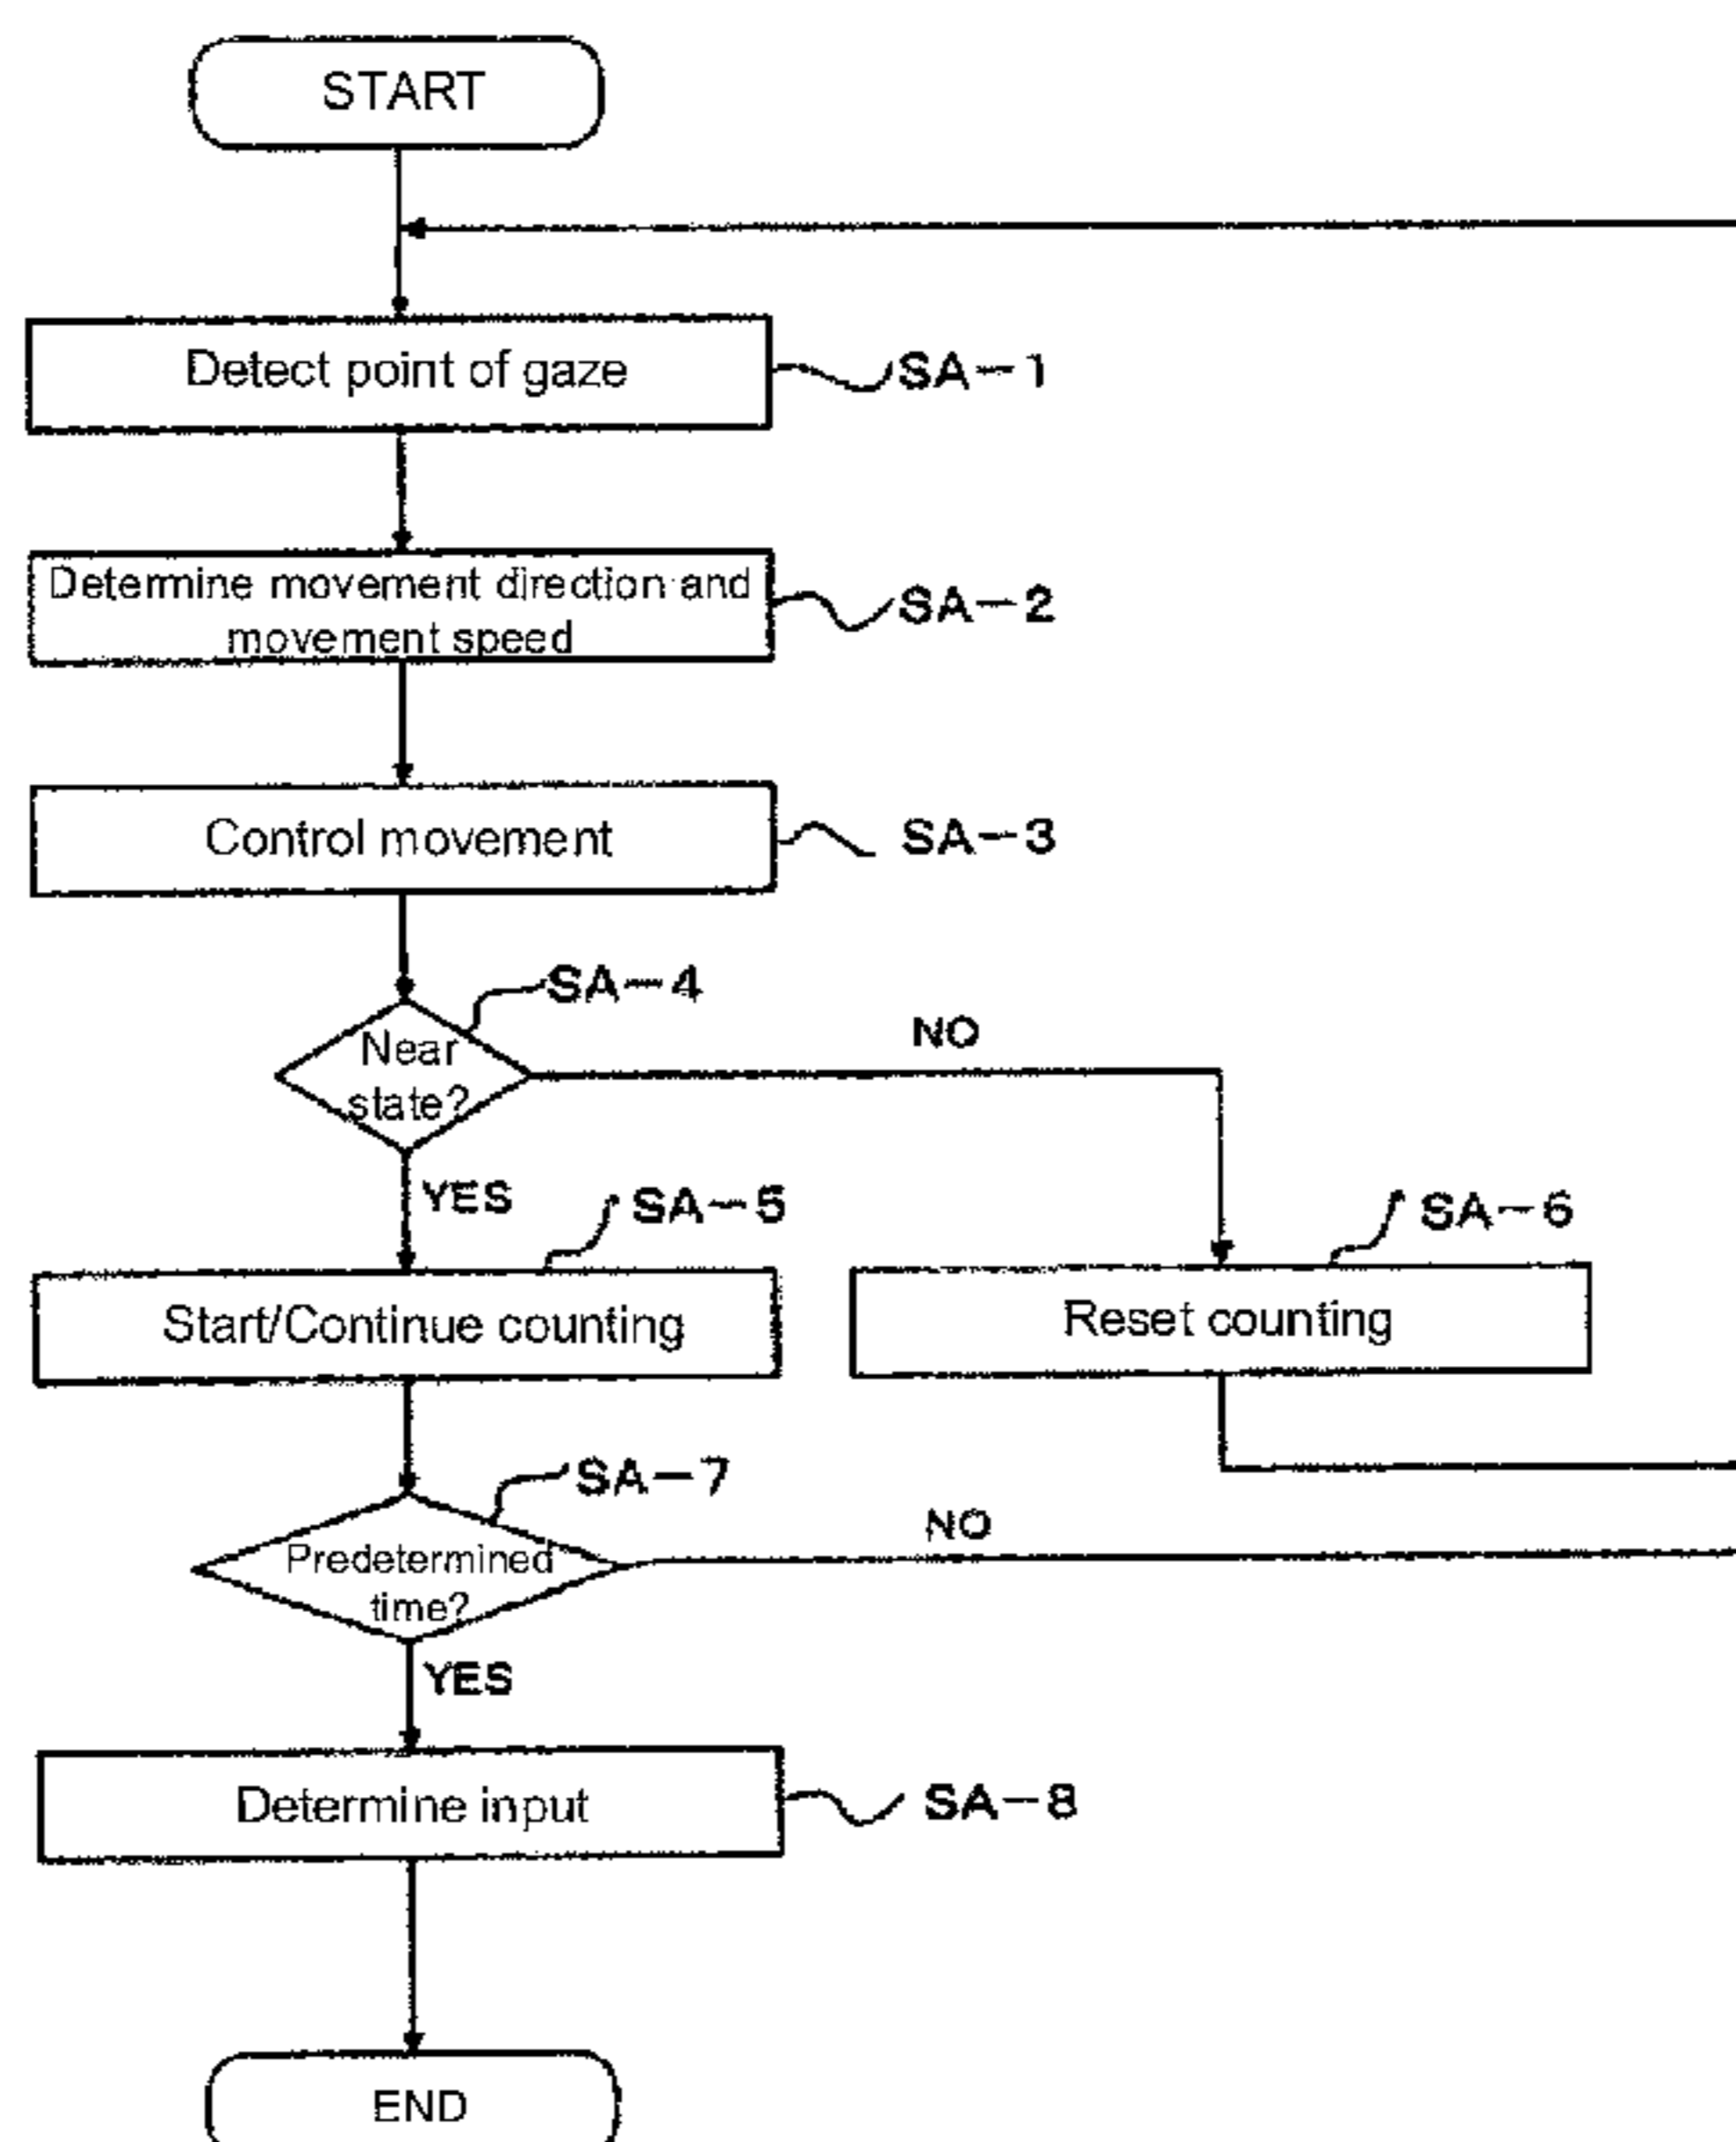 START
Detect point of gaze
SA-1
Determine movement direction and
movement speed
SA-2
Control movement
SA-3
SA-4
Near
state?
NO
YES
SA-5
SA-6
Start/Continue counting
Reset counting
SA-7
Predetermined
time?
NO
YES
Determine input
SA-8
END